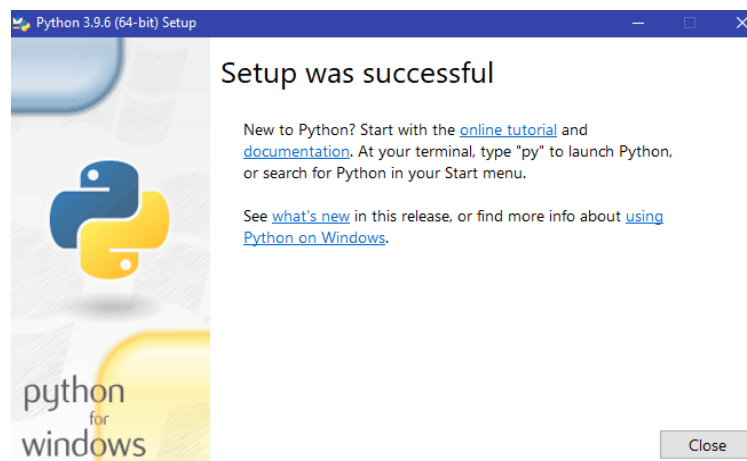 Python 3.9.6 (64-bit) Setup
Setup was successful
New to Python? Start with the online tutorial and
documentation. At your terminal, type "py" to launch Python,
or search for Python in your Start menu.
See what's new in this release, or find more info about using
Python on Windows.
python
for
windows
Close